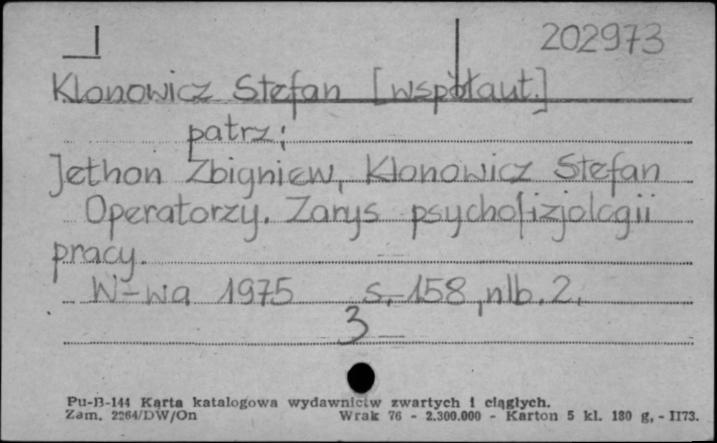 202973
Klonowicz Stefan [współaut.]
patrz:
Jethon Zbigniew, Klonowicz Stefan
Operatorzy. Zarys psychofizjologii
pracy.
W-wa 1975 s. 158, nlb. 2.
3
Pu-B-144 Karta katalogowa wydawnictw zwartych i ciągłych.
Zam. 2264/DW/On Wrak 76 - 2.300.000 - Karton 5 kl. 180 g, - II73.